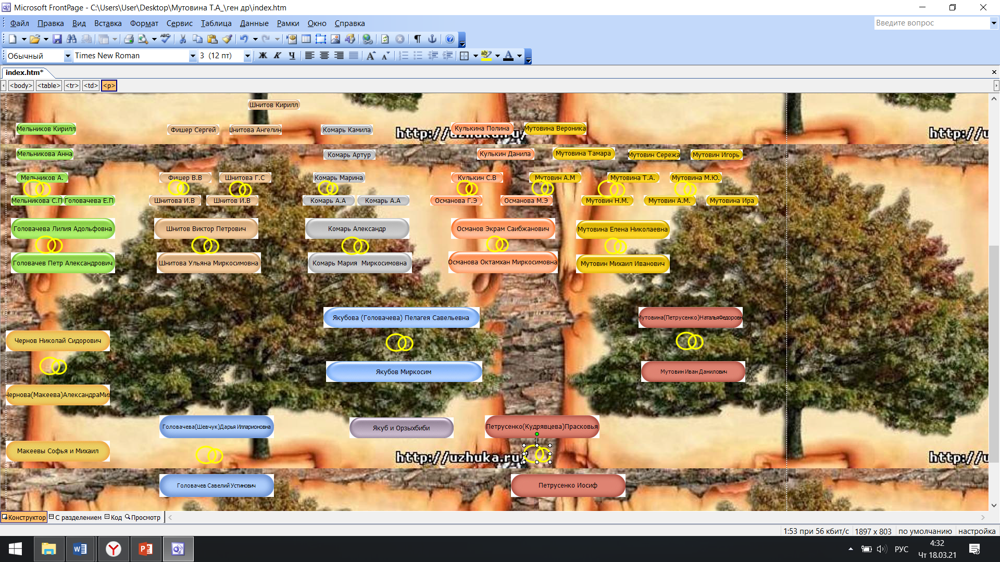 Microsoft FrontPage - C:\Users\User\Desktop\Мутовина Т.А_\ген др\index.htm
Файл Правка Вид Вставка Формат Сервис Таблица Данные Рамки Окно Справка
Введите вопрос
Обычный Times New Roman 3 (12 пт) Ж К Ч
index.htm*
<body> <table> <tr> <td> <p>
Шнитов Кирилл
Мельников Кирилл Фишер Сергей Шнитова Ангелин Комарь Камила Кулькина Полина Мутовина Вероника
http://uzhuka.ru/ http://u
Мельникова Анна Комарь Артур Кулькин Данила Мутовина Тамара Мутовин Сережа Мутовин Игорь
Мельников А. Фишер В.В Шнитова Г.С Комарь Марина Кулькин С.В Мутовин А.М Мутовина Т.А. Мутовина М.Ю.
Мельникова С.П Головачева Е.П Шнитова И.В Шнитов И.В Комарь А.А Комарь А.А Османова Г.Э Османова М.Э Мутовин Н.М. Мутовин А.М. Мутовина Ира
Головачева Лилия Адольфовна Шнитов Виктор Петрович Комарь Александр Османов Экрам Саибжанович Мутовина Елена Николаевна
Головачев Петр Александрович Шнитова Ульяна Миркосимовна Комарь Мария Миркосимовна Османова Октамхан Миркосимовна Мутовин Михаил Иванович
Якубова (Головачева) Пелагея Савельевна Мутовина(Петрусенко)НатальяФедоровн
Чернов Николай Сидорович
Якубов Миркосим Мутовин Иван Данилович
Чернова(Макеева)АлександраМих
Головачева(Шевчук)Дарья Илларионовна Якуб и Орзыхбиби Петрусенко(Кудрявцева)Прасковья
Макеевы Софья и Михаил
http://uzhuka.ru/ http://u
Головачев Савелий Устинович Петрусенко Иосиф
Конструктор С разделением Код Просмотр
1:53 при 56 кбит/с 1897 x 803 по умолчанию настройка
РУС
4:32
Чт 18.03.21